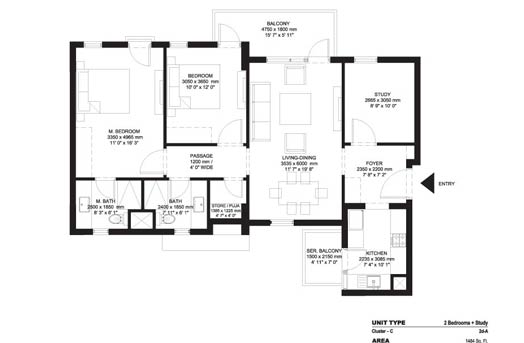 BALCONY
4750 x 1800 mm
15' 7" x 5' 11"
BEDROOM
3050 x 3650 mm
10' 0" x 12' 0"
STUDY
2665 x 3050 mm
8' 9" x 10' 0"
M. BEDROOM
3350 x 4965 mm
11' 0" x 16' 3"
PASSAGE
1200 mm /
4' 0" WIDE
LIVING-DINING
3535 x 6000 mm
11' 7" x 19' 8"
FOYER
2350 x 2200 mm
7' 8" x 7' 2"
ENTRY
M. BATH
2500 x 1850 mm
8' 3" x 6' 1"
BATH
2400 x 1850 mm
7' 11" x 6' 1"
STORE / PUJA
1385 x 1225 mm
4' 7" x 4' 0"
SER. BALCONY
1500 x 2150 mm
4' 11" x 7' 0"
KITCHEN
2235 x 3085 mm
7' 4" x 10' 1"
UNIT TYPE 2 Bedrooms + Study
Cluster - C 2d-A
AREA 1484 Sq. Ft.